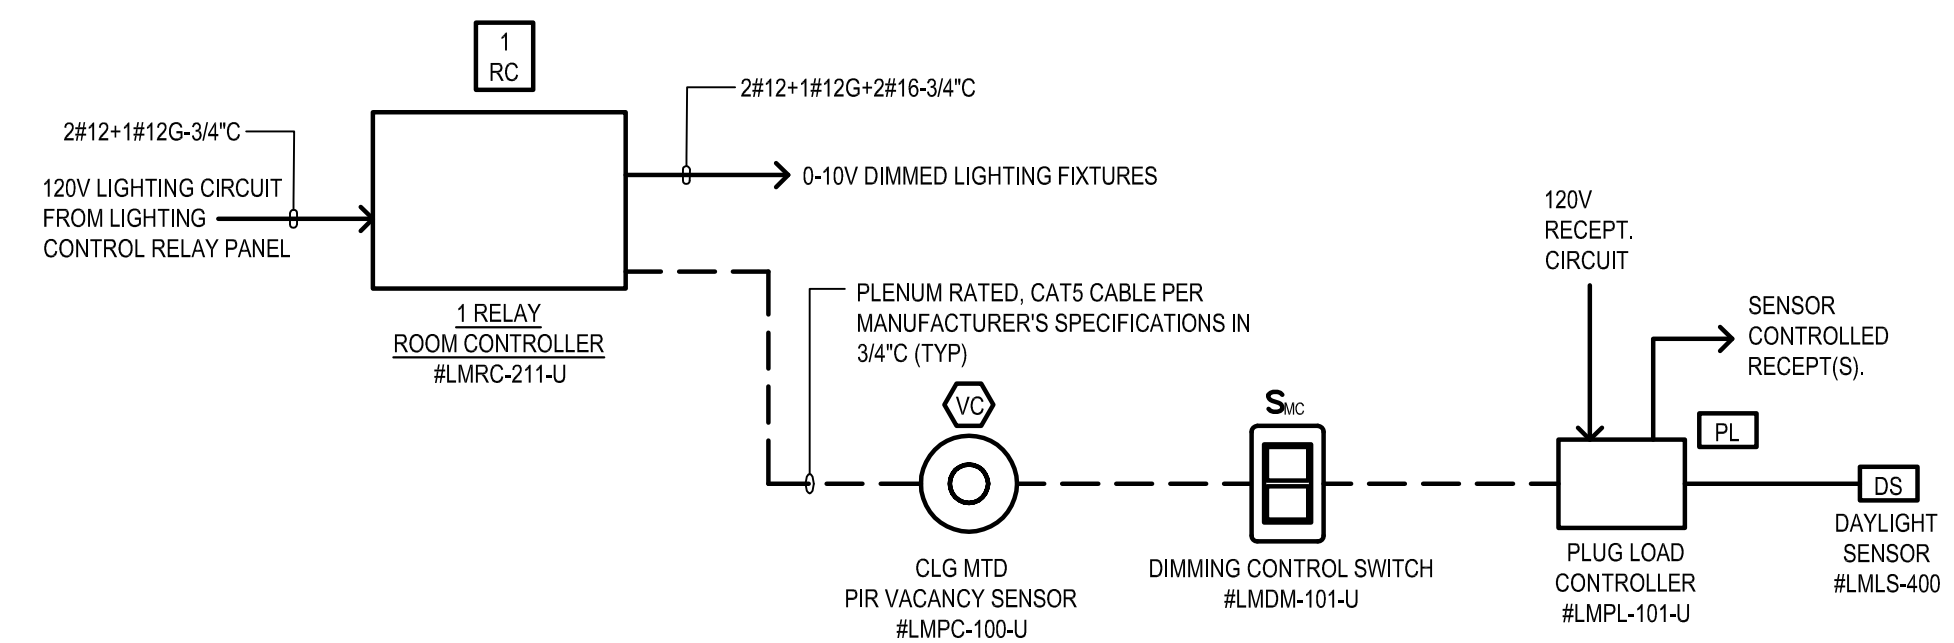 1
RC
2#12+1#12G+2#16-3/4"C
2#12+1#12G-3/4"C
120V LIGHTING CIRCUIT
FROM LIGHTING
CONTROL RELAY PANEL
0-10V DIMMED LIGHTING FIXTURES
1 RELAY
ROOM CONTROLLER
#LMRC-211-U
PLENUM RATED, CAT5 CABLE PER
MANUFACTURER'S SPECIFICATIONS IN
3/4"C (TYP)
120V
RECEPT.
CIRCUIT
SENSOR
CONTROLLED
RECEPT(S).
VC
SMC
PL
DS
CLG MTD
PIR VACANCY SENSOR
#LMPC-100-U
DIMMING CONTROL SWITCH
#LMDM-101-U
PLUG LOAD
CONTROLLER
#LMPL-101-U
DAYLIGHT
SENSOR
#LMLS-400